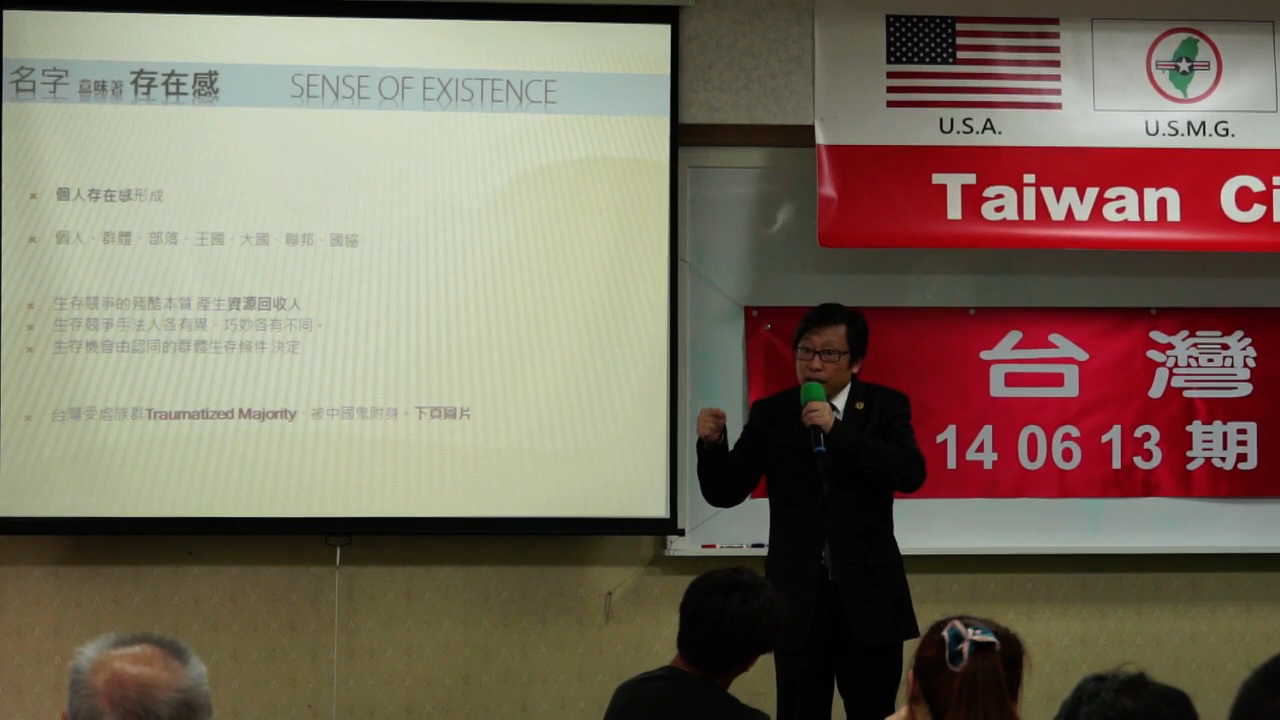 名字 意味著 存在感 SENSE OF EXISTENCE
個人存在感形成
個人、群體、部落、王國、大國、聯邦、國協
生存競爭的殘酷本質 產生資源回收人
生存競爭手法人各有異、巧妙各有不同。
生存機會由認同的群體生存條件決定
台灣受虐族群Traumatized Majority、被中國鬼附身，下頁圖片
U.S.A.
U.S.M.G.
Taiwan Ci
台灣
14 06 13 期